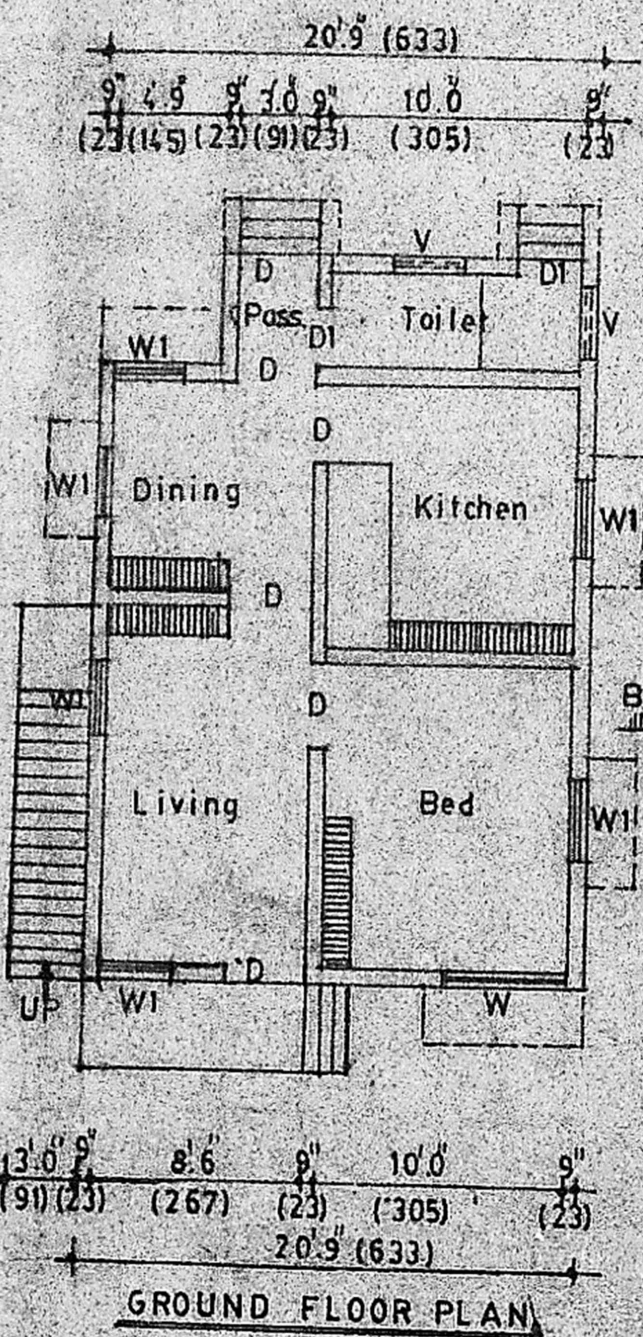 20'.9" (633)
9" 4.9" 9" 3.0" 9" 10.0" 9"
(23) (145) (23) (91) (23) (305) (23)
V
D D1
Pass. Toilet V
D1
W1
D
D
W1 Dining Kitchen W1
D
W1 D B
Living Bed W1
D
UP W1 W
3'.0" 9" 8'.6" 9" 10'.0" 9"
(91) (23) (267) (23) (305) (23)
20'.9" (633)
GROUND FLOOR PLAN